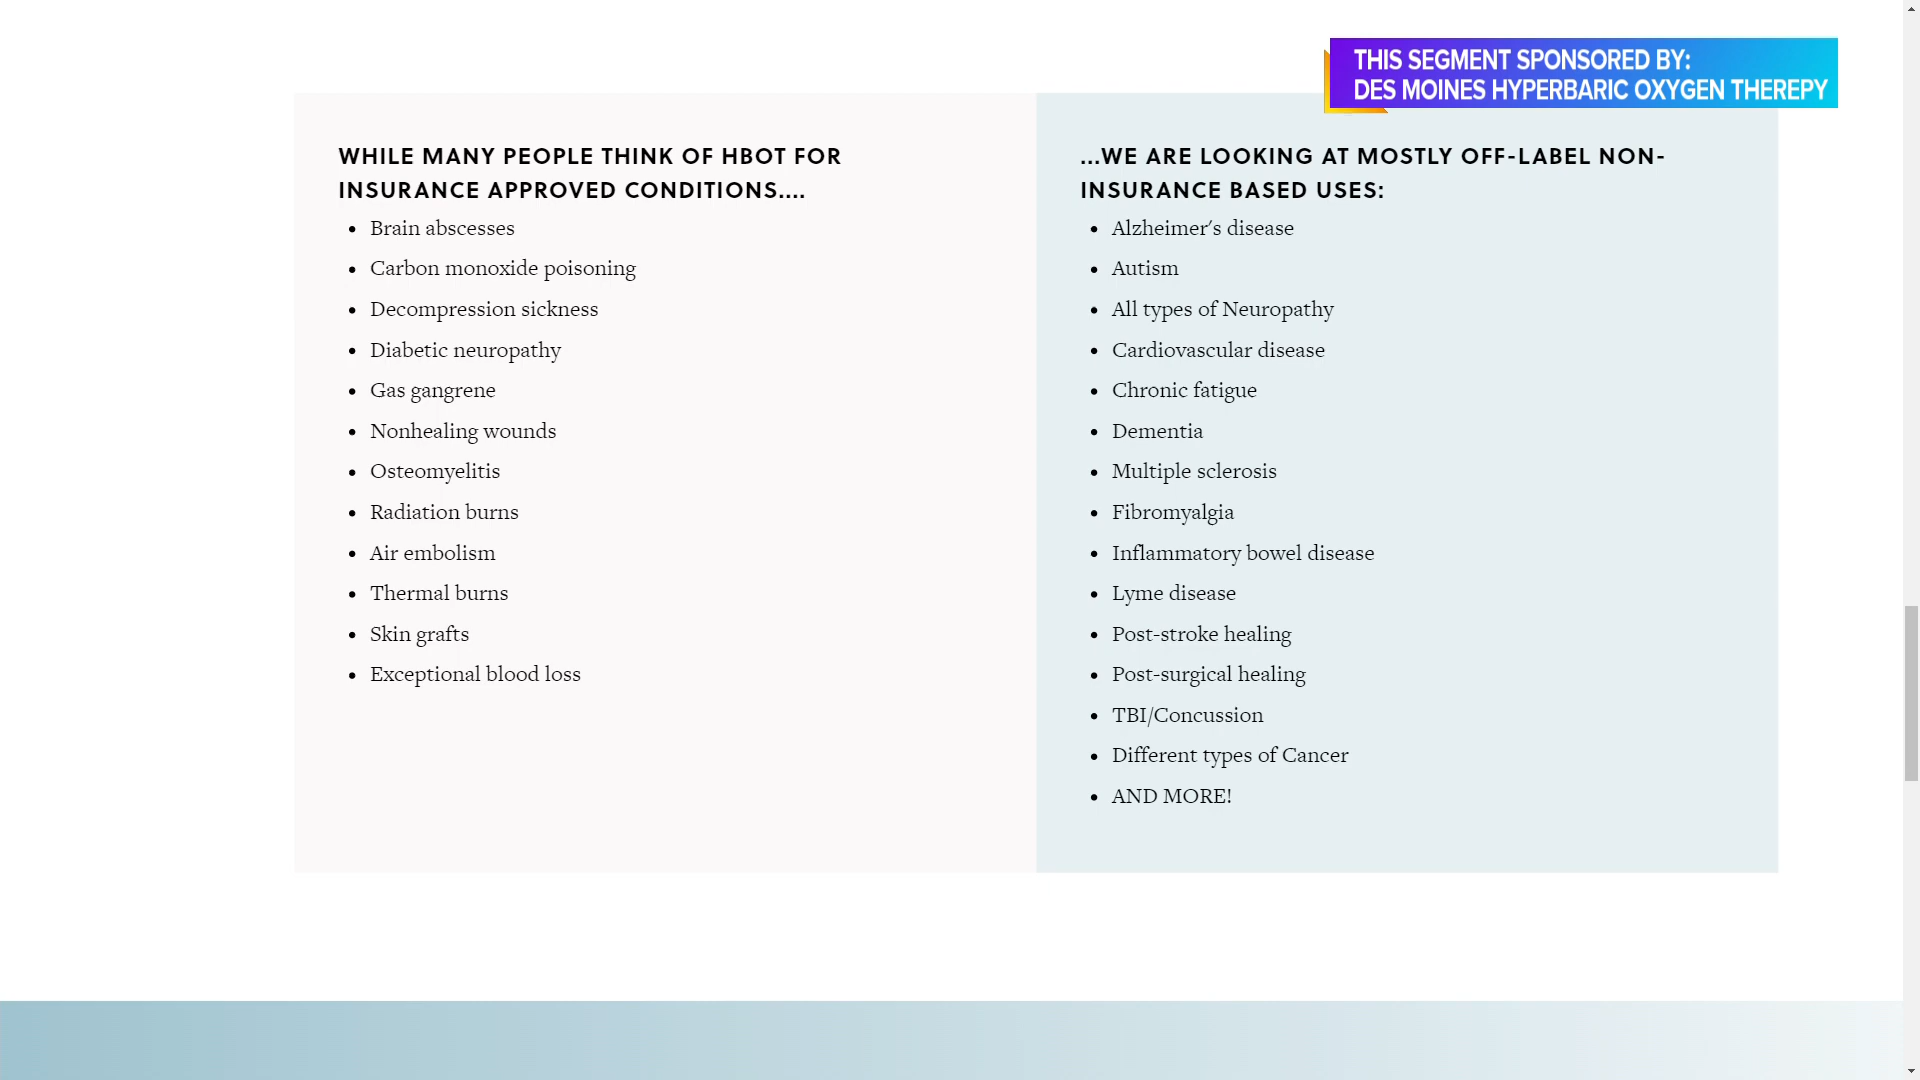 THIS SEGMENT SPONSORED BY:
DES MOINES HYPERBARIC OXYGEN THEREPY
WHILE MANY PEOPLE THINK OF HBOT FOR
INSURANCE APPROVED CONDITIONS....
• Brain abscesses
• Carbon monoxide poisoning
• Decompression sickness
• Diabetic neuropathy
• Gas gangrene
• Nonhealing wounds
• Osteomyelitis
• Radiation burns
• Air embolism
• Thermal burns
• Skin grafts
• Exceptional blood loss
...WE ARE LOOKING AT MOSTLY OFF-LABEL NON-
INSURANCE BASED USES:
• Alzheimer's disease
• Autism
• All types of Neuropathy
• Cardiovascular disease
• Chronic fatigue
• Dementia
• Multiple sclerosis
• Fibromyalgia
• Inflammatory bowel disease
• Lyme disease
• Post-stroke healing
• Post-surgical healing
• TBI/Concussion
• Different types of Cancer
• AND MORE!